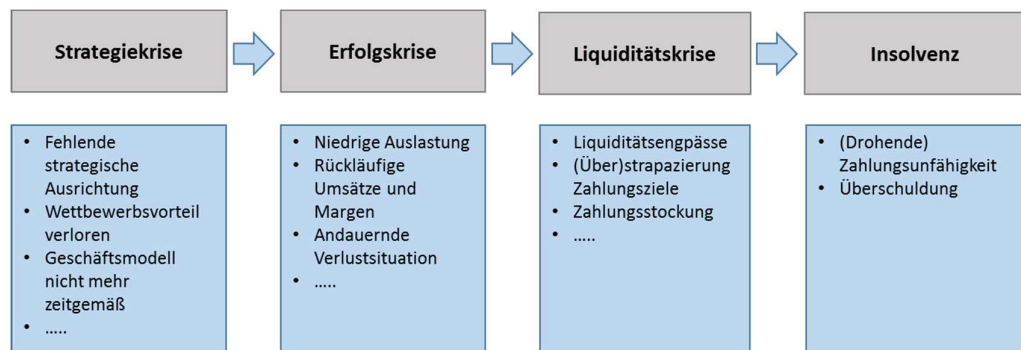 Strategiekrise
Erfolgskrise
Liquiditätskrise
Insolvenz
• Fehlende
strategische
Ausrichtung
• Wettbewerbsvorteil
verloren
• Geschäftsmodell
nicht mehr
zeitgemäß
• .....
• Niedrige Auslastung
• Rückläufige
Umsätze und
Margen
• Andauernde
Verlustsituation
• .....
• Liquiditätsengpässe
• (Über)strapazierung
Zahlungsziele
• Zahlungsstockung
• .....
• (Drohende)
Zahlungsunfähigkeit
• Überschuldung